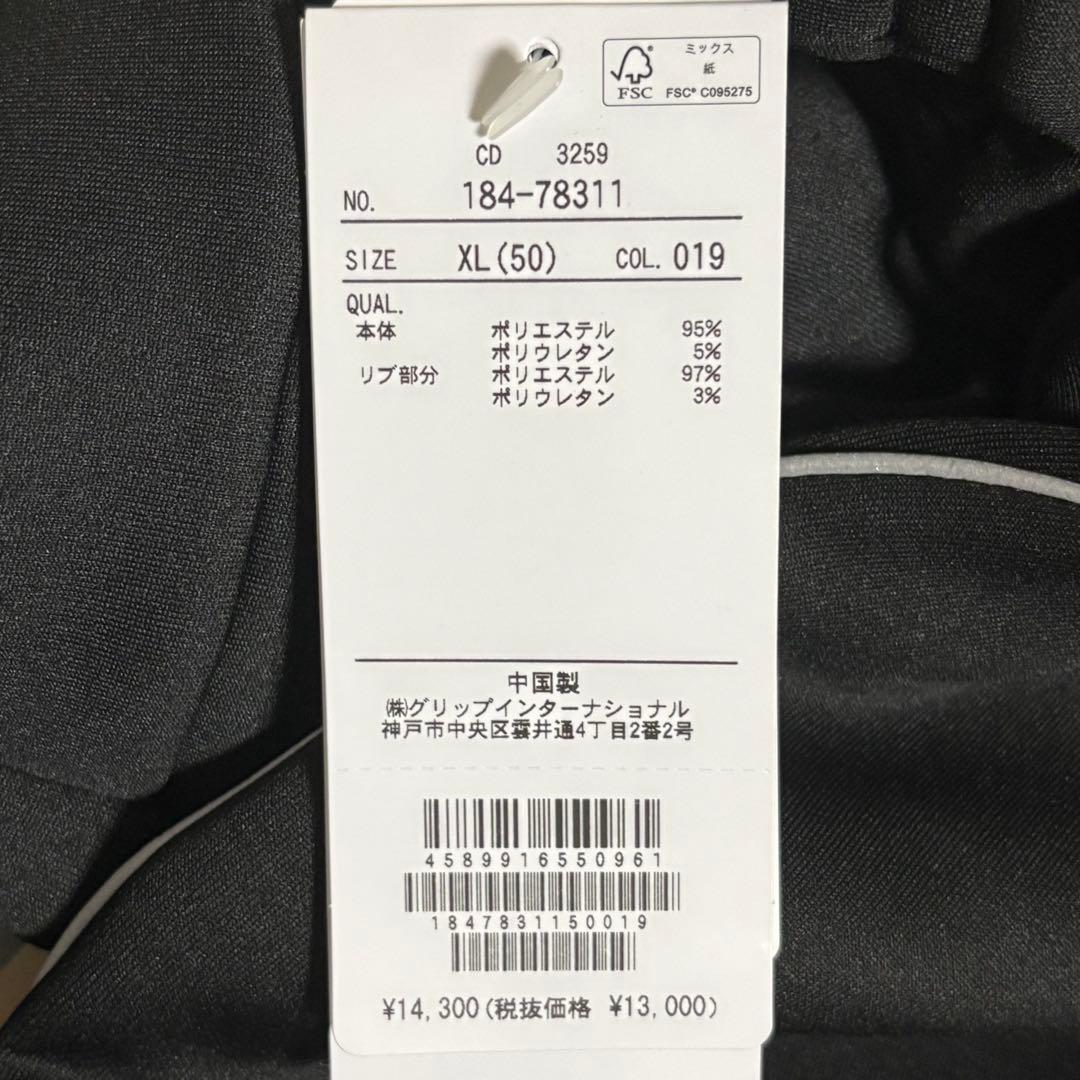 ミックス
紙
FSC® FSC® C095275
CD 3259
NO. 184-78311
SIZE XL(50) COL. 019
QUAL.
本体 ポリエステル 95%
ポリウレタン 5%
リブ部分 ポリエステル 97%
ポリウレタン 3%
中国製
㈱グリップインターナショナル
神戸市中央区雲井通4丁目2番2号
4589916550961
1847831150019
¥14,300(税抜価格 ¥13,000)